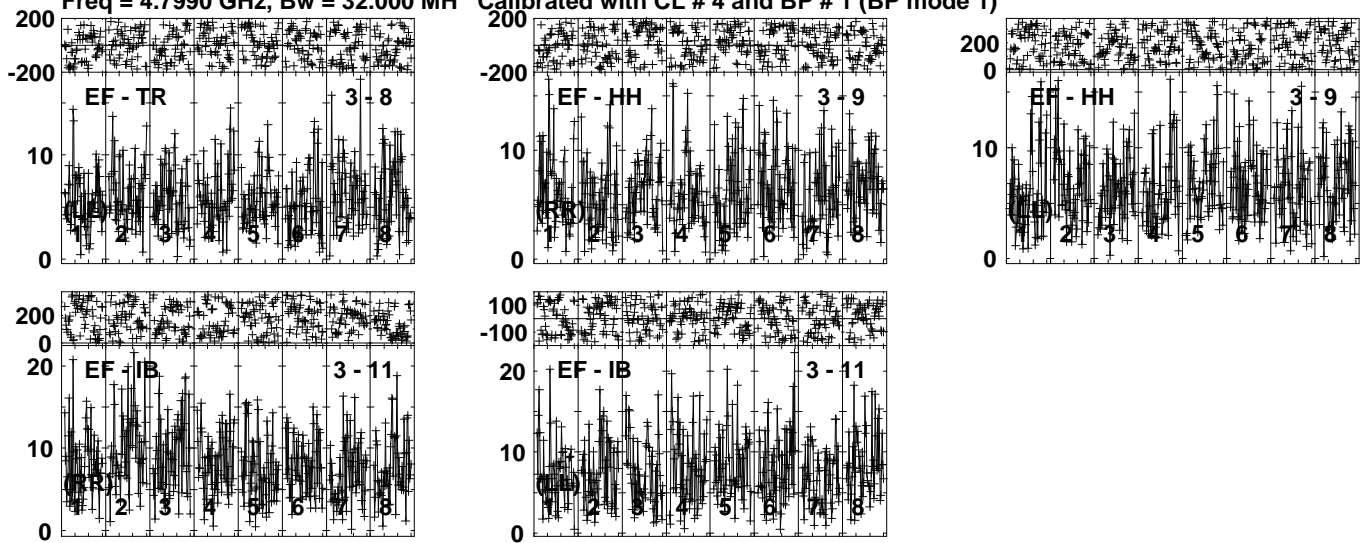 Freq = 4.7990 GHz, Bw = 32.000 MH Calibrated with CL # 4 and BP # 1 (BP mode 1)
200
-200
EF - TR 3 - 8
10
(LL)
1 2 3 4 5 6 7 8
0
200
-200
EF - HH 3 - 9
10
(RR)
1 2 3 4 5 6 7 8
0
200
0
EF - HH 3 - 9
10
(LL)
1 2 3 4 5 6 7 8
0
200
0
20
EF - IB 3 - 11
10
(RR)
1 2 3 4 5 6 7 8
0
100
-100
20
EF - IB 3 - 11
10
(LL)
1 2 3 4 5 6 7 8
0